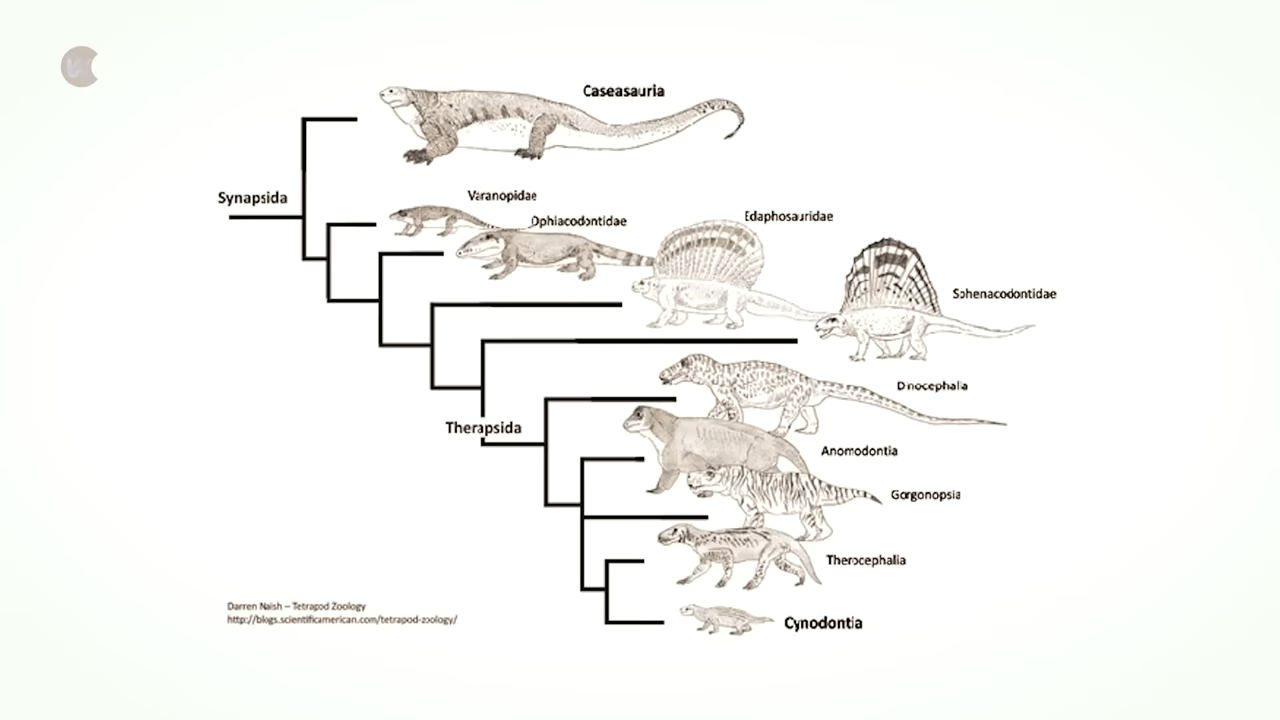 Caseasauria
Synapsida
Varanopidae
Ophiacodontidae
Edaphosauridae
Sphenacodontidae
Dinocephalia
Therapsida
Anomodontia
Gorgonopsia
Therocephalia
Darren Naish – Tetrapod Zoology
http://blogs.scientificamerican.com/tetrapod-zoology/
Cynodontia